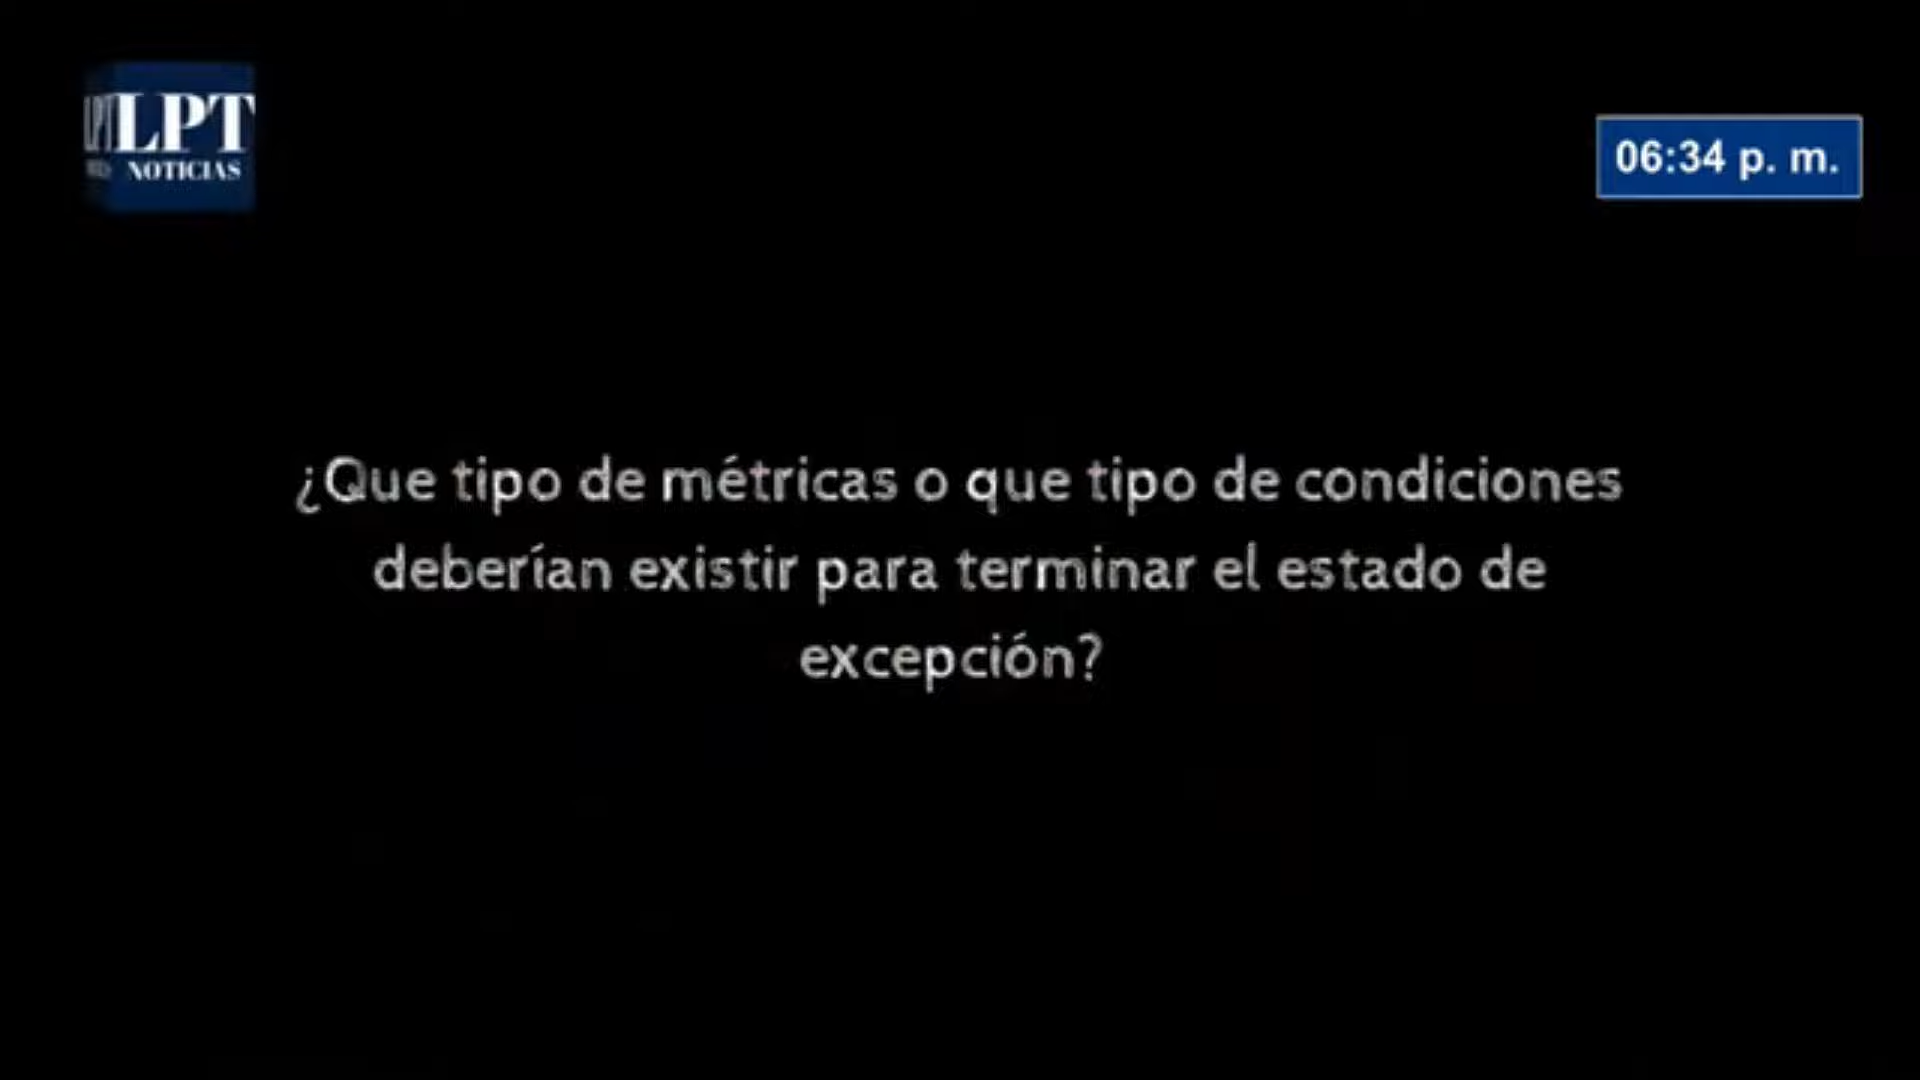 LPT
NOTICIAS
06:34 p. m.
¿Que tipo de métricas o que tipo de condiciones
deberían existir para terminar el estado de
excepción?